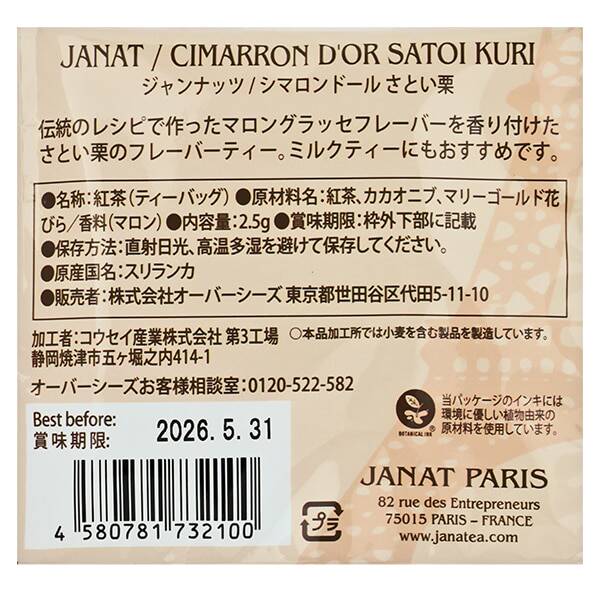 JANAT / CIMARRON D'OR SATOI KURI
ジャンナッツ/シマロンドール さとい栗
伝統のレシピで作ったマロングラッセフレーバーを香り付けた
さとい栗のフレーバーティー。ミルクティーにもおすすめです。
●名称:紅茶(ティーバッグ) ●原材料名:紅茶、カカオニブ、マリーゴールド花
びら/香料(マロン) ●内容量:2.5g ●賞味期限:枠外下部に記載
●保存方法:直射日光、高温多湿を避けて保存してください。
●原産国名:スリランカ
●販売者:株式会社オーバーシーズ 東京都世田谷区代田5-11-10
加工者:コウセイ産業株式会社 第3工場 ○本品加工所では小麦を含む製品を製造しています。
静岡焼津市五ヶ堀之内414-1
オーバーシーズお客様相談室:0120-522-582
Best before:
賞味期限:
2026.5.31
4 580781 732100
プラ
BOTANICAL INK®
当パッケージのインキには
環境に優しい植物由来の
原材料を使用しています。
JANAT PARIS
82 rue des Entrepreneurs
75015 PARIS – FRANCE
www.janatea.com